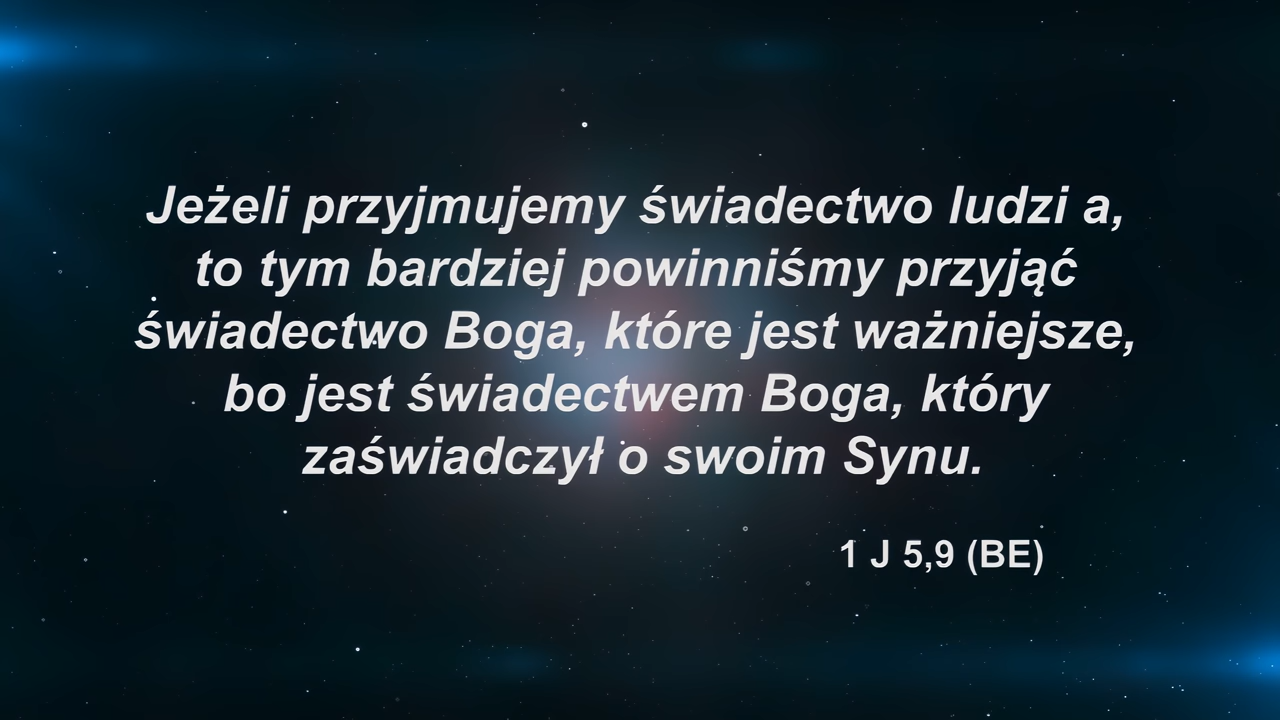 Jeżeli przyjmujemy świadectwo ludzi a,
to tym bardziej powinniśmy przyjąć
świadectwo Boga, które jest ważniejsze,
bo jest świadectwem Boga, który
zaświadczył o swoim Synu.
1 J 5,9 (BE)